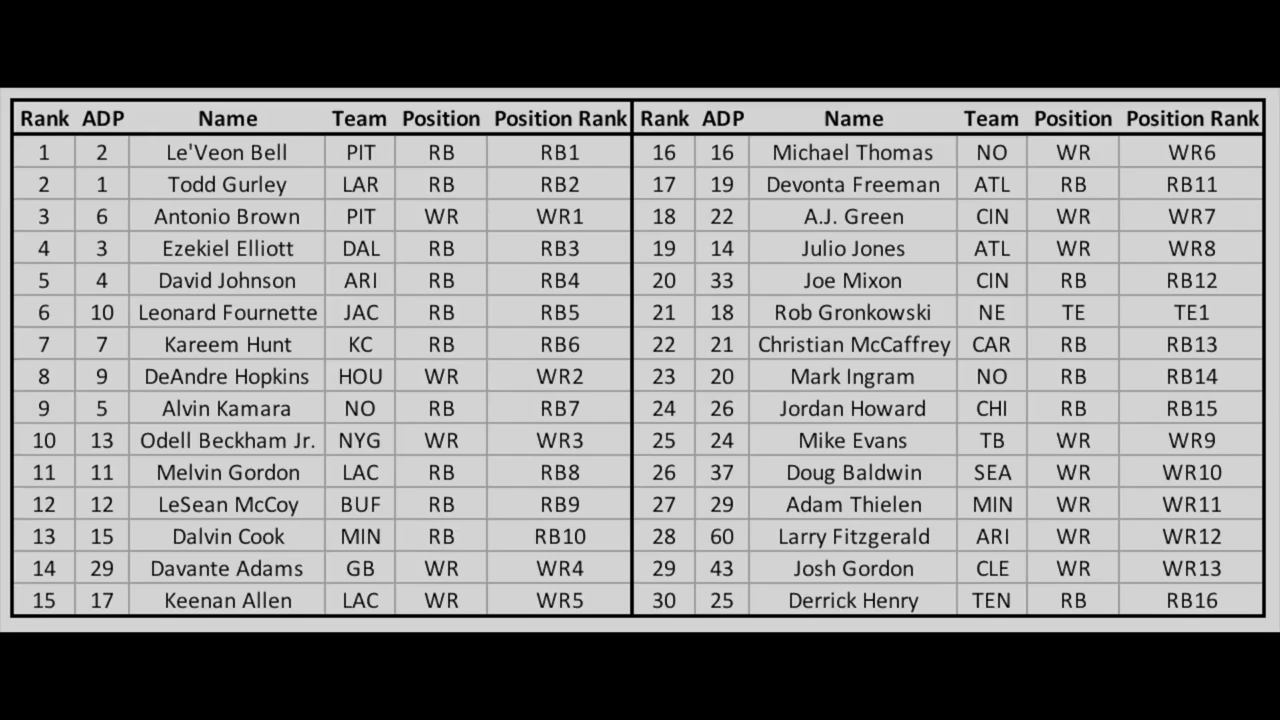 Rank ADP Name Team Position Position Rank
1 2 Le'Veon Bell PIT RB RB1
2 1 Todd Gurley LAR RB RB2
3 6 Antonio Brown PIT WR WR1
4 3 Ezekiel Elliott DAL RB RB3
5 4 David Johnson ARI RB RB4
6 10 Leonard Fournette JAC RB RB5
7 7 Kareem Hunt KC RB RB6
8 9 DeAndre Hopkins HOU WR WR2
9 5 Alvin Kamara NO RB RB7
10 13 Odell Beckham Jr. NYG WR WR3
11 11 Melvin Gordon LAC RB RB8
12 12 LeSean McCoy BUF RB RB9
13 15 Dalvin Cook MIN RB RB10
14 29 Davante Adams GB WR WR4
15 17 Keenan Allen LAC WR WR5
Rank ADP Name Team Position Position Rank
16 16 Michael Thomas NO WR WR6
17 19 Devonta Freeman ATL RB RB11
18 22 A.J. Green CIN WR WR7
19 14 Julio Jones ATL WR WR8
20 33 Joe Mixon CIN RB RB12
21 18 Rob Gronkowski NE TE TE1
22 21 Christian McCaffrey CAR RB RB13
23 20 Mark Ingram NO RB RB14
24 26 Jordan Howard CHI RB RB15
25 24 Mike Evans TB WR WR9
26 37 Doug Baldwin SEA WR WR10
27 29 Adam Thielen MIN WR WR11
28 60 Larry Fitzgerald ARI WR WR12
29 43 Josh Gordon CLE WR WR13
30 25 Derrick Henry TEN RB RB16